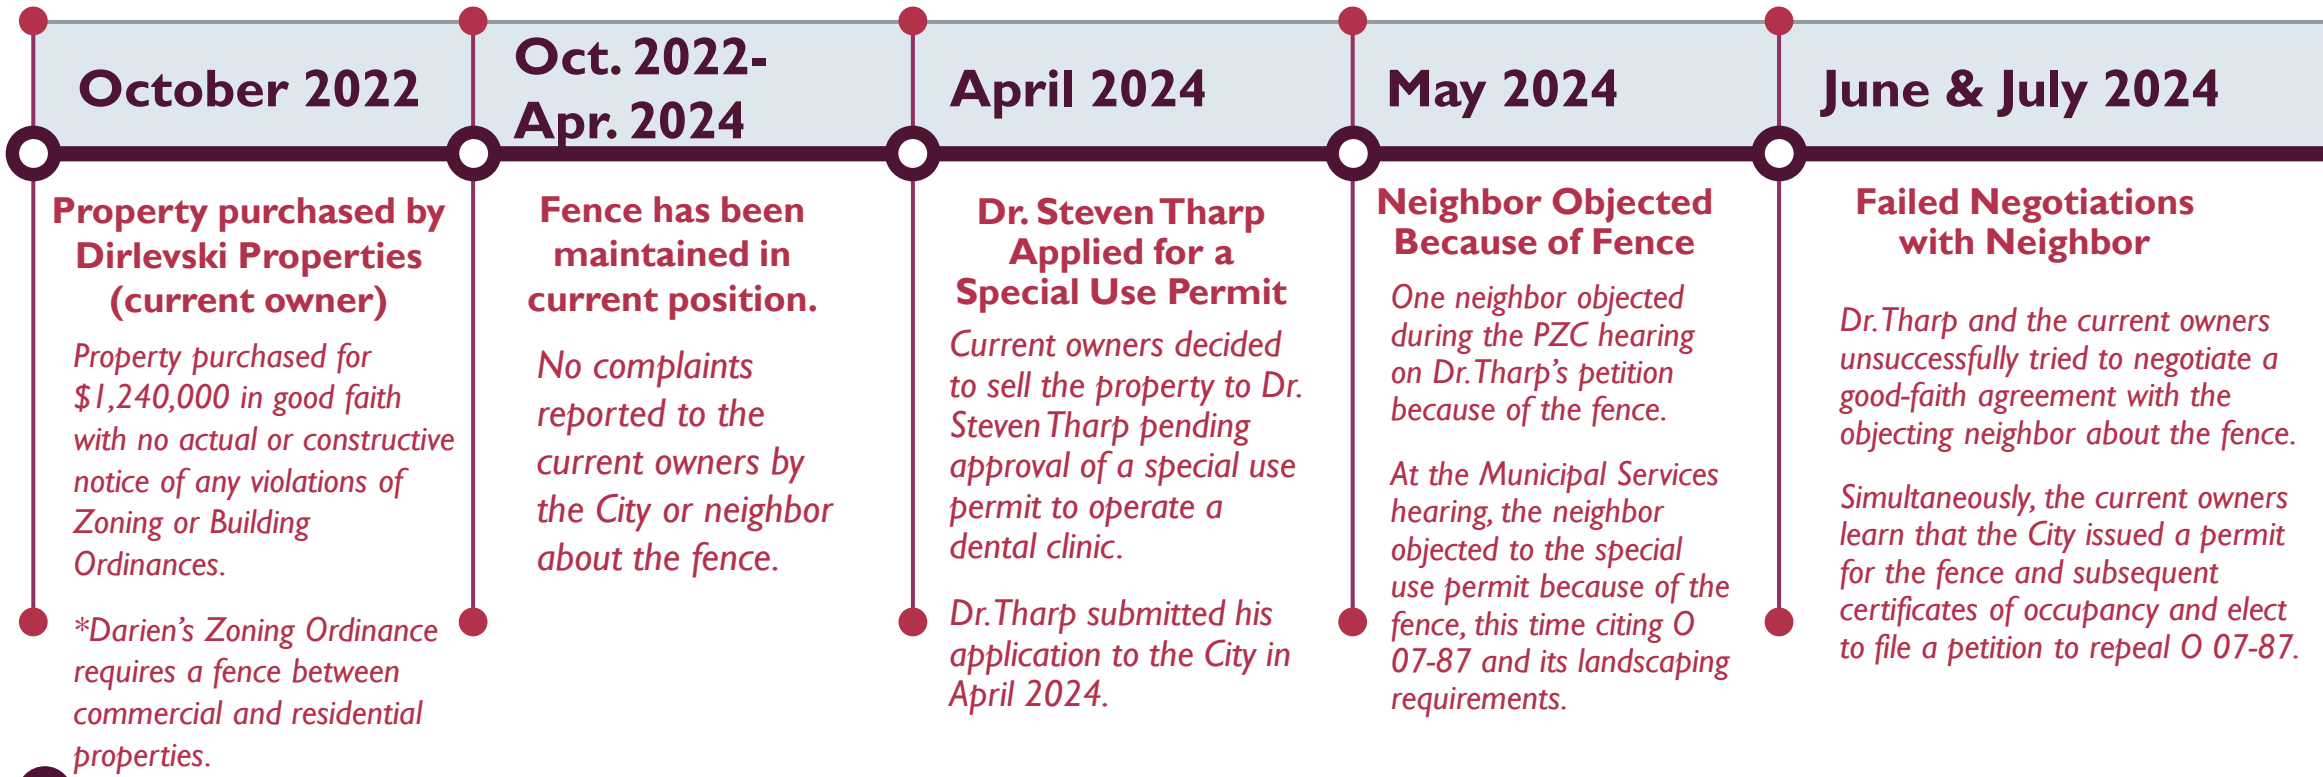 October 2022
Property purchased by
Dirlevski Properties
(current owner)
Property purchased for
$1,240,000 in good faith
with no actual or constructive
notice of any violations of
Zoning or Building
Ordinances.
*Darien's Zoning Ordinance
requires a fence between
commercial and residential
properties.
Oct. 2022-
Apr. 2024
Fence has been
maintained in
current position.
No complaints
reported to the
current owners by
the City or neighbor
about the fence.
April 2024
Dr. Steven Tharp
Applied for a
Special Use Permit
Current owners decided
to sell the property to Dr.
Steven Tharp pending
approval of a special use
permit to operate a
dental clinic.
Dr. Tharp submitted his
application to the City in
April 2024.
May 2024
Neighbor Objected
Because of Fence
One neighbor objected
during the PZC hearing
on Dr. Tharp's petition
because of the fence.
At the Municipal Services
hearing, the neighbor
objected to the special
use permit because of the
fence, this time citing O
07-87 and its landscaping
requirements.
June & July 2024
Failed Negotiations
with Neighbor
Dr. Tharp and the current owners
unsuccessfully tried to negotiate a
good-faith agreement with the
objecting neighbor about the fence.
Simultaneously, the current owners
learn that the City issued a permit
for the fence and subsequent
certificates of occupancy and elect
to file a petition to repeal O 07-87.